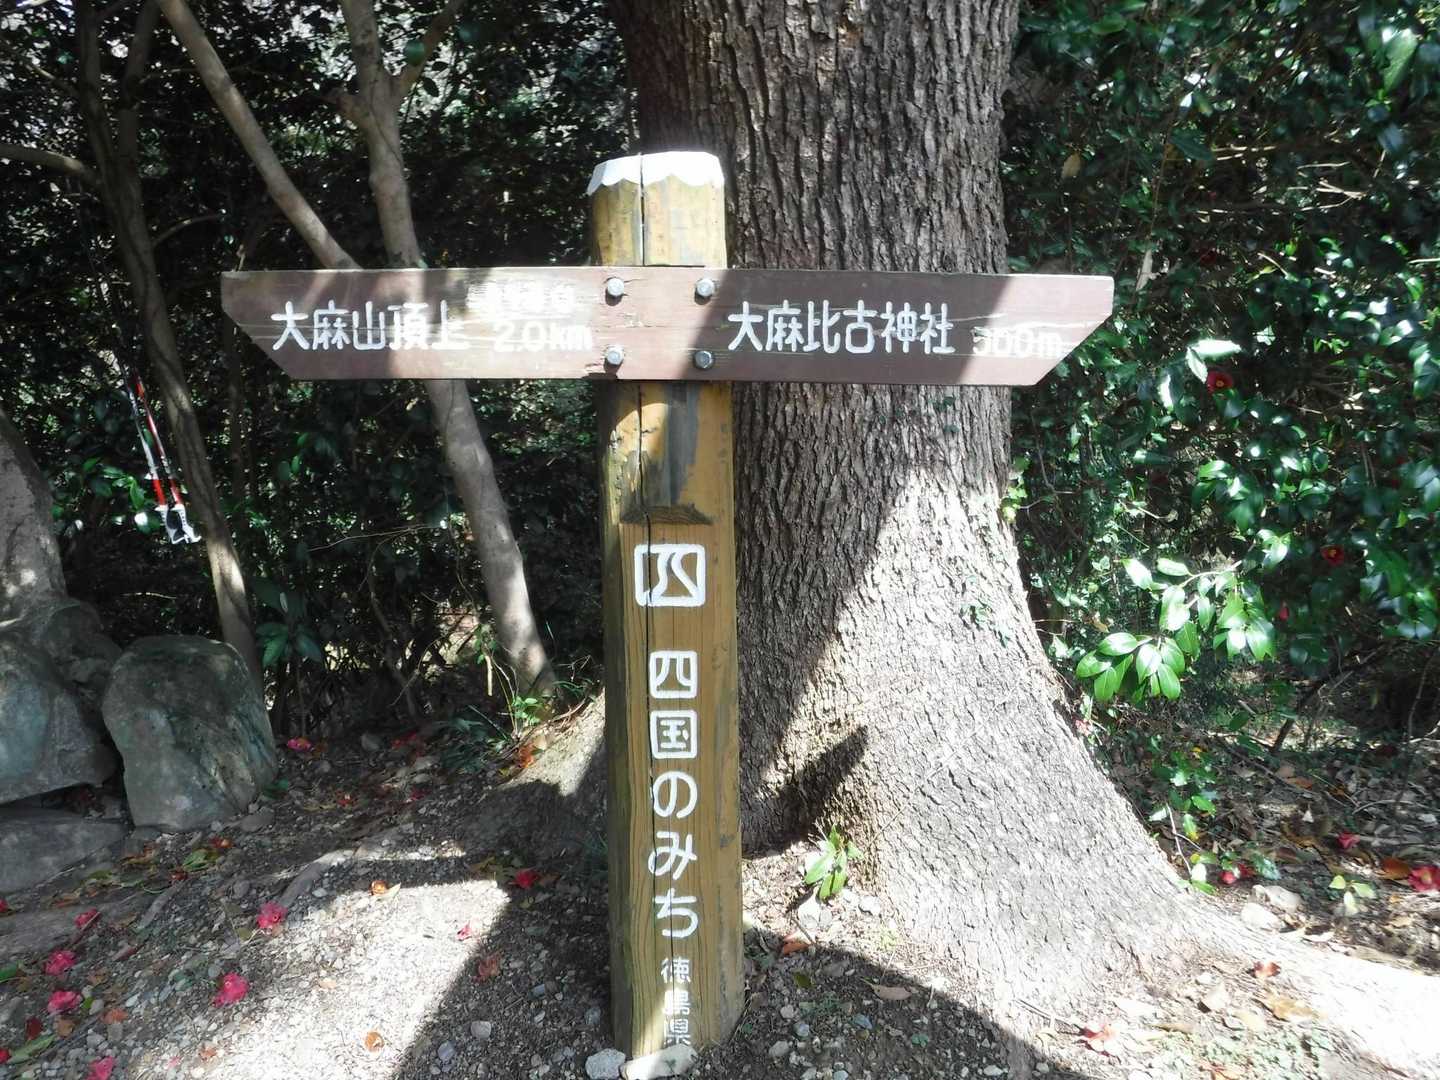 大麻山頂上 2.0km
大麻比古神社 300m
四
四国のみち
徳島県